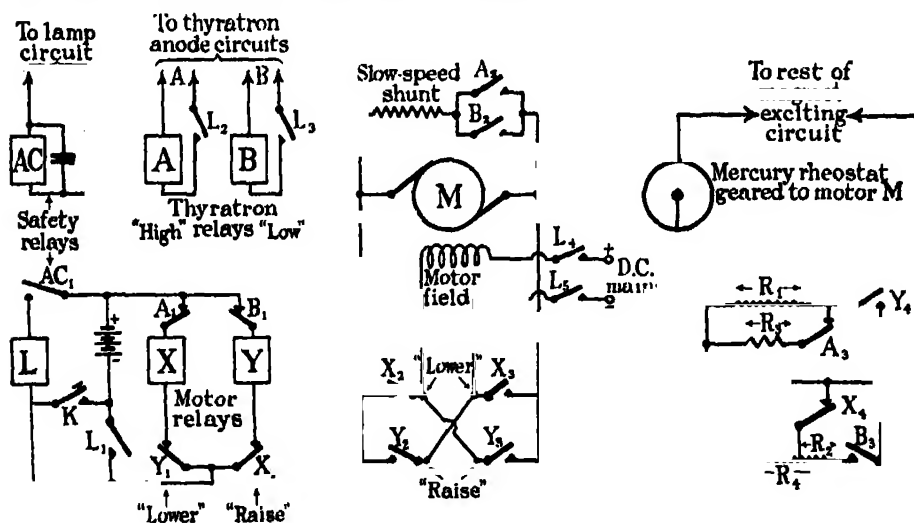 To lamp
circuit
To thyratron
anode circuits
A
B
L2
L3
AC
A
B
Safety
relays
Thyratron
"High" relays "Low"
AC1
A1
B1
L
X
Y
Motor
relays
K
L1
Y1
X
"Lower"
"Raise"
Slow-speed
shunt
A2
B2
M
Motor
field
L4
L5
+
D.C.
–
X2
"Lower"
X3
Y2
Y3
"Raise"
To rest of
exciting
circuit
Mercury rheostat
geared to motor M
R1
Y4
R3
A3
X4
R2
B3
R4